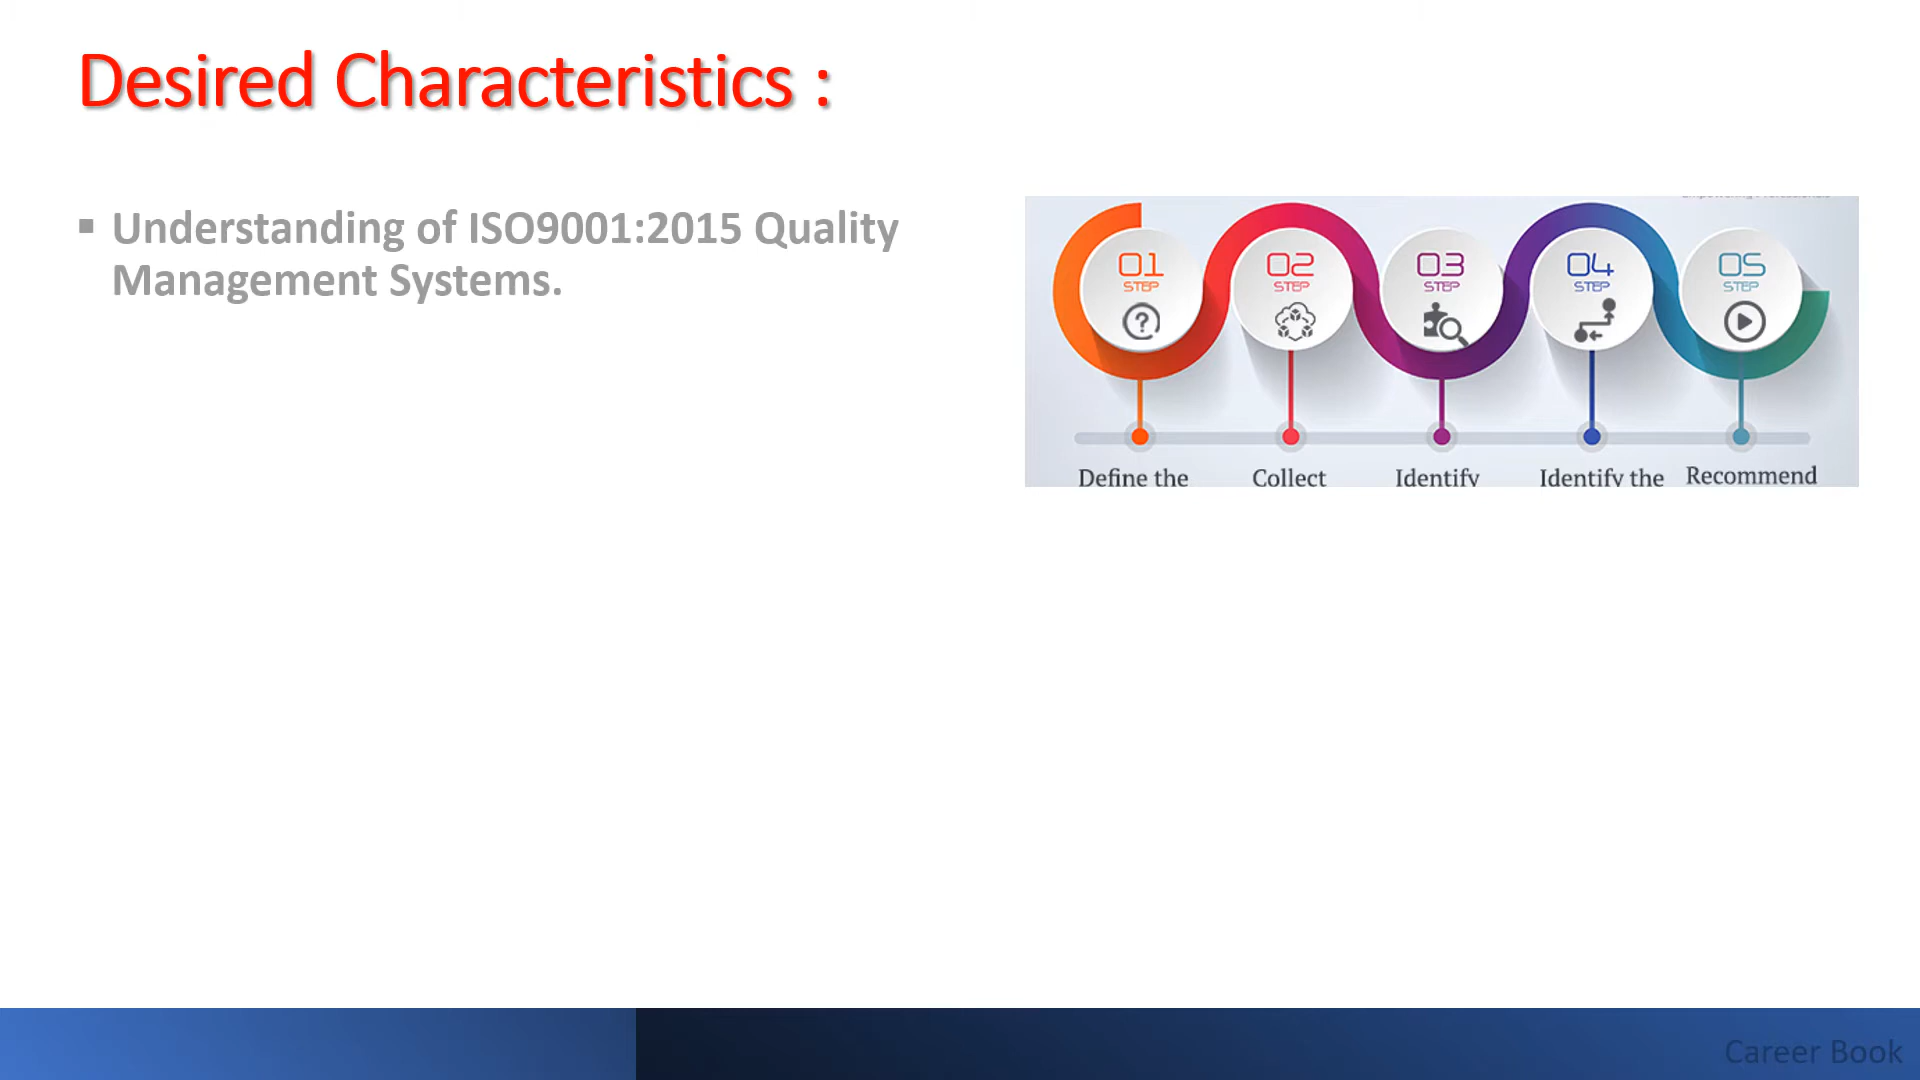 Desired Characteristics :
▪ Understanding of ISO9001:2015 Quality
Management Systems.
01
STEP
02
STEP
03
STEP
04
STEP
05
STEP
Define the
Collect
Identify
Identify the
Recommend
Career Book